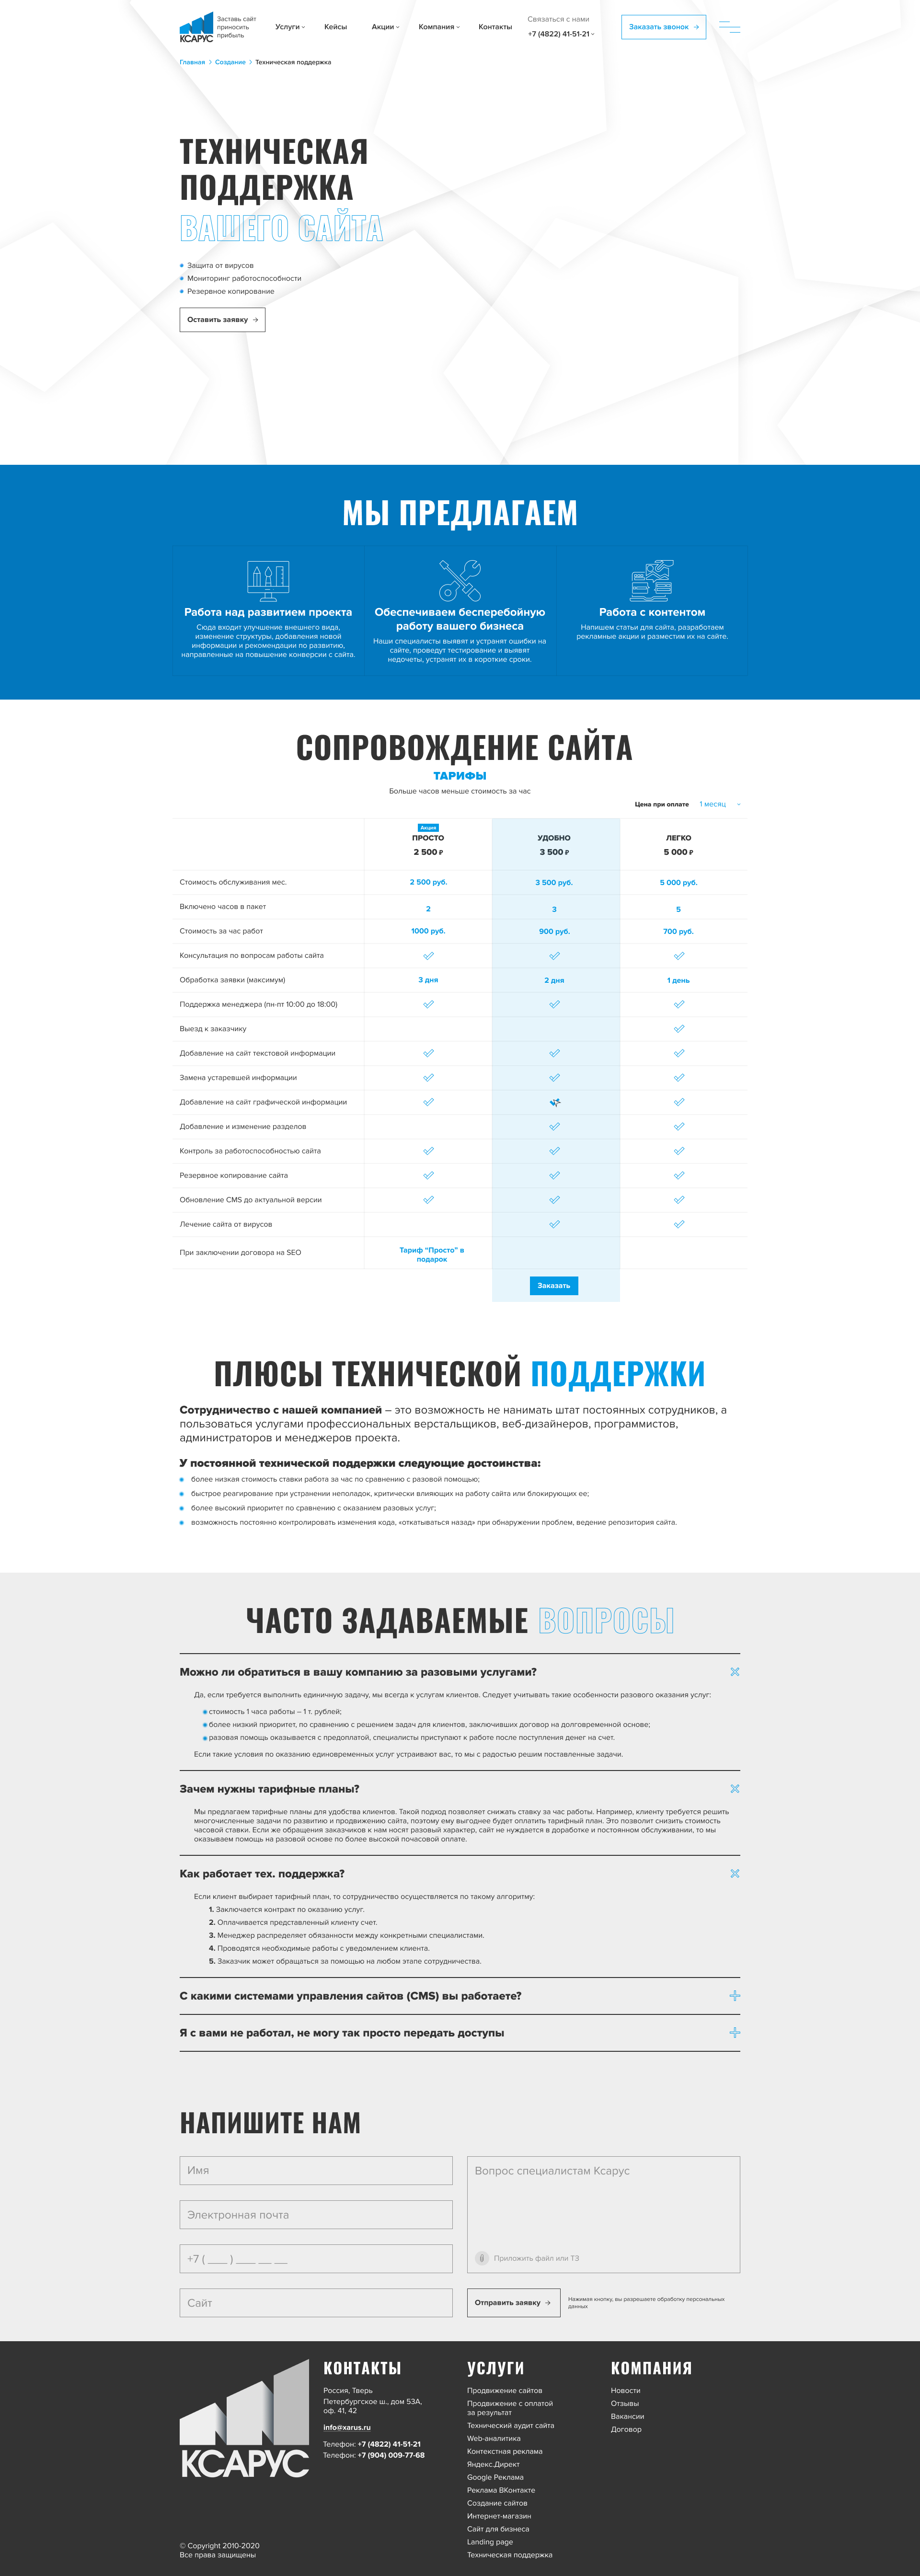 КСАРУС
Заставь сайт
приносить
прибыль
Услуги
Кейсы
Акции
Компания
Контакты
Связаться с нами
+7 (4822) 41-51-21
Заказать звонок
Главная > Создание > Техническая поддержка
ТЕХНИЧЕСКАЯ
ПОДДЕРЖКА
ВАШЕГО САЙТА
Защита от вирусов
Мониторинг работоспособности
Резервное копирование
Оставить заявку
МЫ ПРЕДЛАГАЕМ
Работа над развитием проекта
Сюда входит улучшение внешнего вида,
изменение структуры, добавления новой
информации и рекомендации по развитию,
направленные на повышение конверсии с сайта.
Обеспечиваем бесперебойную
работу вашего бизнеса
Наши специалисты выявят и устранят ошибки на
сайте, проведут тестирование и выявят
недочеты, устранят их в короткие сроки.
Работа с контентом
Напишем статьи для сайта, разработаем
рекламные акции и разместим их на сайте.
СОПРОВОЖДЕНИЕ САЙТА
ТАРИФЫ
Больше часов меньше стоимость за час
Цена при оплате 1 месяц
Акция
ПРОСТО УДОБНО ЛЕГКО
2 500 ₽ 3 500 ₽ 5 000 ₽
Стоимость обслуживания мес. 2 500 руб. 3 500 руб. 5 000 руб.
Включено часов в пакет 2 3 5
Стоимость за час работ 1000 руб. 900 руб. 700 руб.
Консультация по вопросам работы сайта
Обработка заявки (максимум) 3 дня 2 дня 1 день
Поддержка менеджера (пн-пт 10:00 до 18:00)
Выезд к заказчику
Добавление на сайт текстовой информации
Замена устаревшей информации
Добавление на сайт графической информации
Добавление и изменение разделов
Контроль за работоспособностью сайта
Резервное копирование сайта
Обновление CMS до актуальной версии
Лечение сайта от вирусов
При заключении договора на SEO
Тариф "Просто" в
подарок
Заказать
ПЛЮСЫ ТЕХНИЧЕСКОЙ ПОДДЕРЖКИ
Сотрудничество с нашей компанией – это возможность не нанимать штат постоянных сотрудников, а
пользоваться услугами профессиональных верстальщиков, веб-дизайнеров, программистов,
администраторов и менеджеров проекта.
У постоянной технической поддержки следующие достоинства:
более низкая стоимость ставки работа за час по сравнению с разовой помощью;
быстрое реагирование при устранении неполадок, критически влияющих на работу сайта или блокирующих ее;
более высокий приоритет по сравнению с оказанием разовых услуг;
возможность постоянно контролировать изменения кода, «откатываться назад» при обнаружении проблем, ведение репозитория сайта.
ЧАСТО ЗАДАВАЕМЫЕ ВОПРОСЫ
Можно ли обратиться в вашу компанию за разовыми услугами?
Да, если требуется выполнить единичную задачу, мы всегда к услугам клиентов. Следует учитывать такие особенности разового оказания услуг:
стоимость 1 часа работы – 1 т. рублей;
более низкий приоритет, по сравнению с решением задач для клиентов, заключивших договор на долговременной основе;
разовая помощь оказывается с предоплатой, специалисты приступают к работе после поступления денег на счет.
Если такие условия по оказанию единовременных услуг устраивают вас, то мы с радостью решим поставленные задачи.
Зачем нужны тарифные планы?
Мы предлагаем тарифные планы для удобства клиентов. Такой подход позволяет снижать ставку за час работы. Например, клиенту требуется решить
многочисленные задачи по развитию и продвижению сайта, поэтому ему выгоднее будет оплатить тарифный план. Это позволит снизить стоимость
часовой ставки. Если же обращения заказчиков к нам носят разовый характер, сайт не нуждается в доработке и постоянном обслуживании, то мы
оказываем помощь на разовой основе по более высокой почасовой оплате.
Как работает тех. поддержка?
Если клиент выбирает тарифный план, то сотрудничество осуществляется по такому алгоритму:
1. Заключается контракт по оказанию услуг.
2. Оплачивается представленный клиенту счет.
3. Менеджер распределяет обязанности между конкретными специалистами.
4. Проводятся необходимые работы с уведомлением клиента.
5. Заказчик может обращаться за помощью на любом этапе сотрудничества.
С какими системами управления сайтов (CMS) вы работаете?
Я с вами не работал, не могу так просто передать доступы
НАПИШИТЕ НАМ
Имя
Электронная почта
+7 ( ___ ) ___ __ __
Сайт
Вопрос специалистам Ксарус
Приложить файл или ТЗ
Отправить заявку
Нажимая кнопку, вы разрешаете обработку персональных
данных
КСАРУС
© Copyright 2010-2020
Все права защищены
КОНТАКТЫ
Россия, Тверь
Петербургское ш., дом 53А,
оф. 41, 42
info@xarus.ru
Телефон: +7 (4822) 41-51-21
Телефон: +7 (904) 009-77-68
УСЛУГИ
Продвижение сайтов
Продвижение с оплатой
за результат
Технический аудит сайта
Web-аналитика
Контекстная реклама
Яндекс.Директ
Google Реклама
Реклама ВКонтакте
Создание сайтов
Интернет-магазин
Сайт для бизнеса
Landing page
Техническая поддержка
КОМПАНИЯ
Новости
Отзывы
Вакансии
Договор